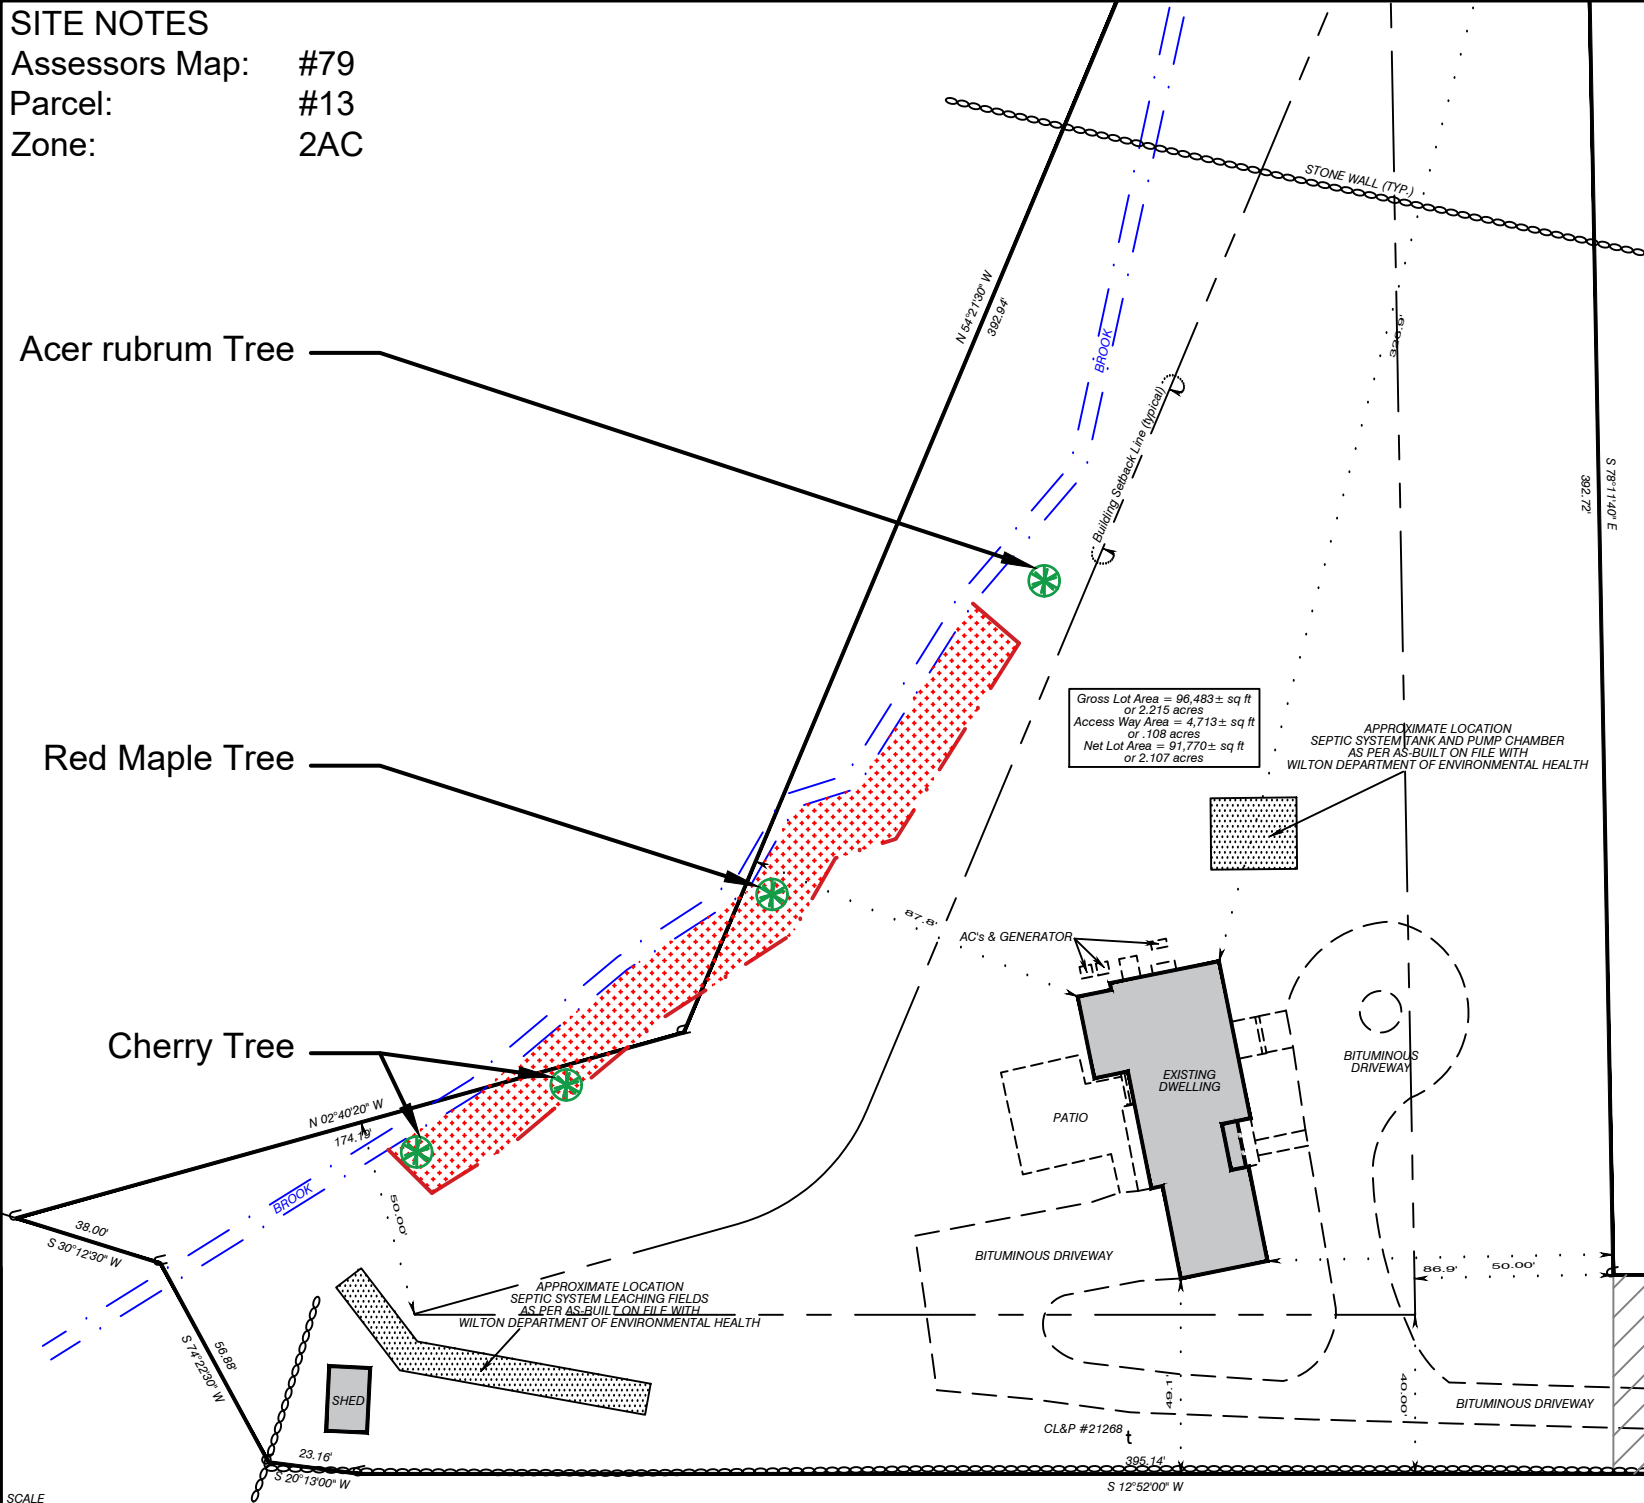 SITE NOTES
Assessors Map: #79
Parcel: #13
Zone: 2AC
STONE WALL (TYP.)
N 54°21'30" W
392.94'
BROOK
Acer rubrum Tree
Building Setback Line (typical)
S 78°11'40" E
392.72'
Gross Lot Area = 96,483± sq ft
or 2.215 acres
Access Way Area = 4,713± sq ft
or .108 acres
Net Lot Area = 91,770± sq ft
or 2.107 acres
APPROXIMATE LOCATION
SEPTIC SYSTEM TANK AND PUMP CHAMBER
AS PER AS-BUILT ON FILE WITH
WILTON DEPARTMENT OF ENVIRONMENTAL HEALTH
Red Maple Tree
87.8'
AC's & GENERATOR
Cherry Tree
BITUMINOUS
DRIVEWAY
EXISTING
DWELLING
PATIO
N 02°40'20" W
174.19'
BROOK
50.00'
38.00'
S 30°12'30" W
BITUMINOUS DRIVEWAY
86.9'
50.00'
APPROXIMATE LOCATION
SEPTIC SYSTEM LEACHING FIELDS
AS PER AS-BUILT ON FILE WITH
WILTON DEPARTMENT OF ENVIRONMENTAL HEALTH
56.88'
S 74°22'30" W
SHED
49.1'
40.00'
BITUMINOUS DRIVEWAY
CL&P #21268
t
23.16'
S 20°13'00" W
395.14'
S 12°52'00" W
SCALE